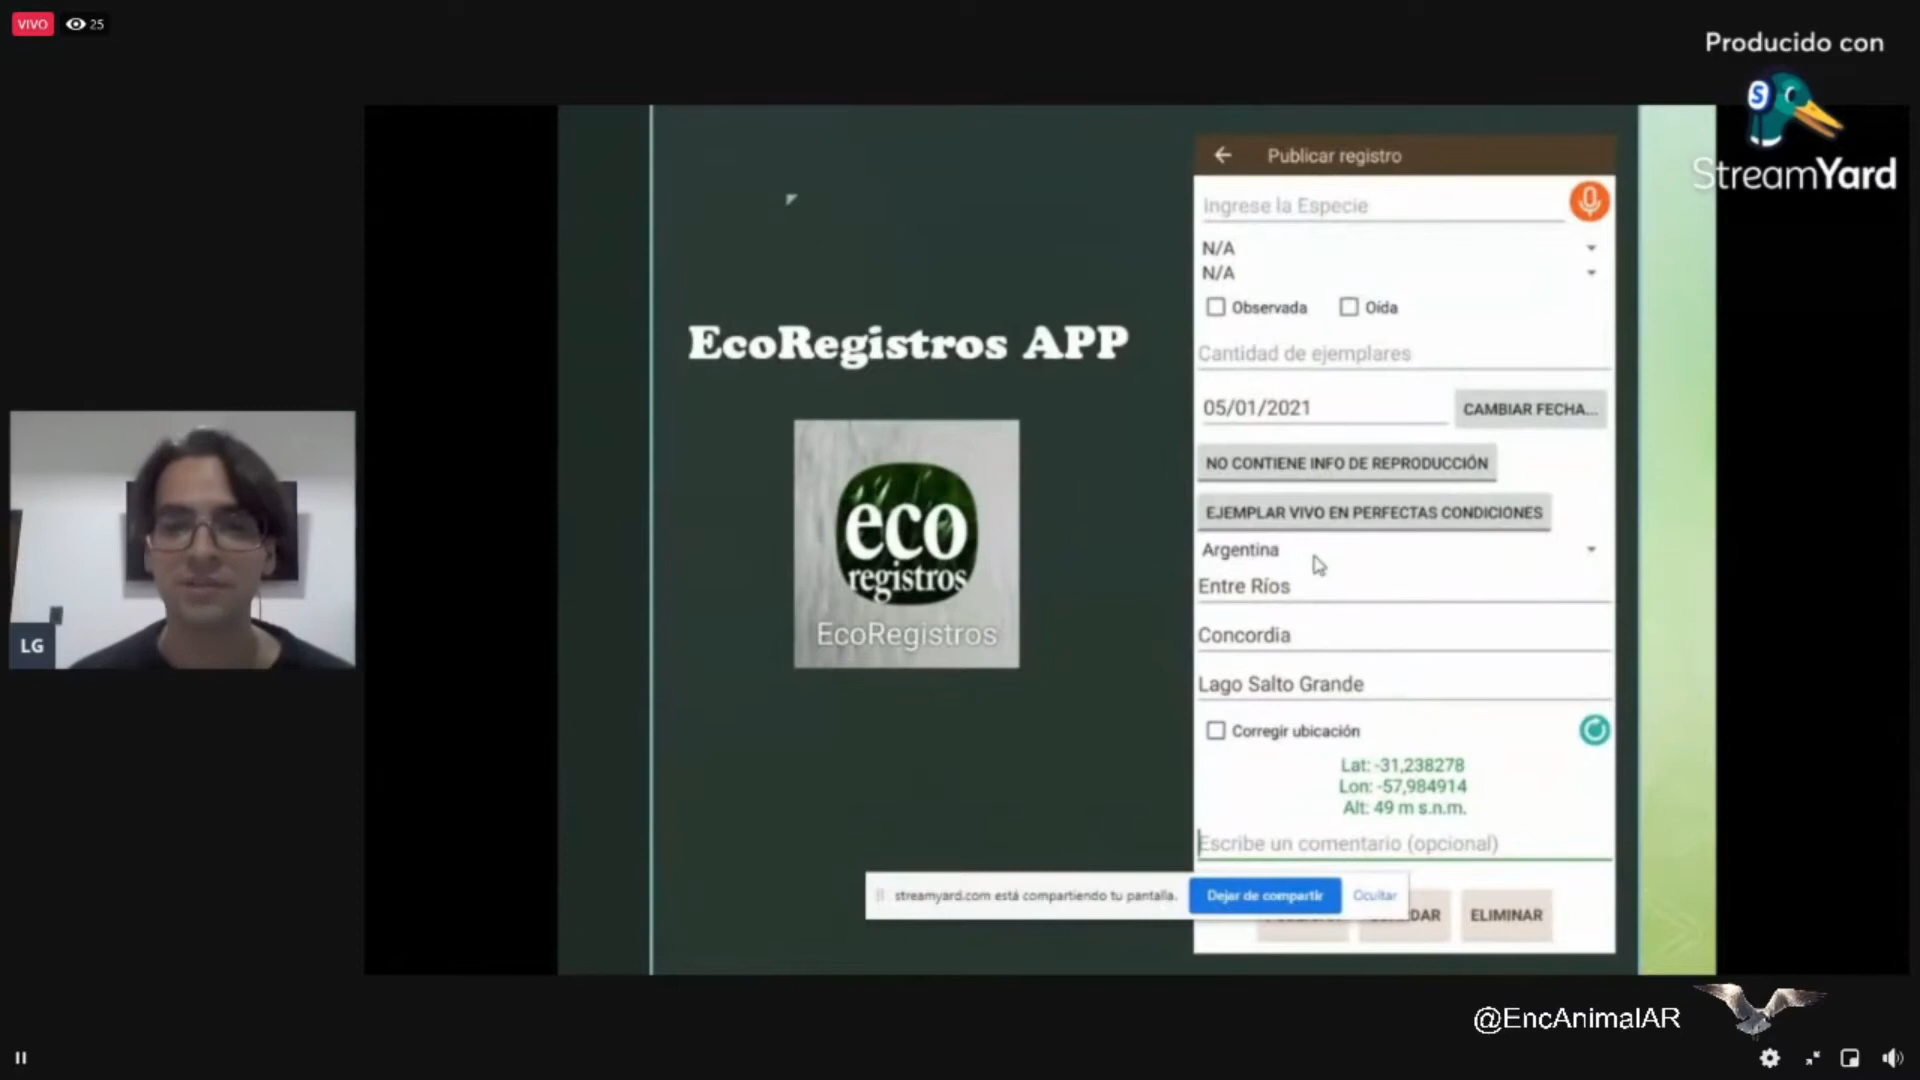 VIVO 25
Producido con
StreamYard
Publicar registro
Ingrese la Especie
N/A
N/A
Observada Oída
Cantidad de ejemplares
EcoRegistros APP
05/01/2021 CAMBIAR FECHA...
NO CONTIENE INFO DE REPRODUCCIÓN
EJEMPLAR VIVO EN PERFECTAS CONDICIONES
eco
registros
EcoRegistros
Argentina
Entre Ríos
Concordia
LG
Lago Salto Grande
Corregir ubicación
Lat: -31,238278
Lon: -57,984914
Alt: 49 m s.n.m.
Escribe un comentario (opcional)
streamyard.com está compartiendo tu pantalla. Dejar de compartir Ocultar
DAR ELIMINAR
@EncAnimalAR